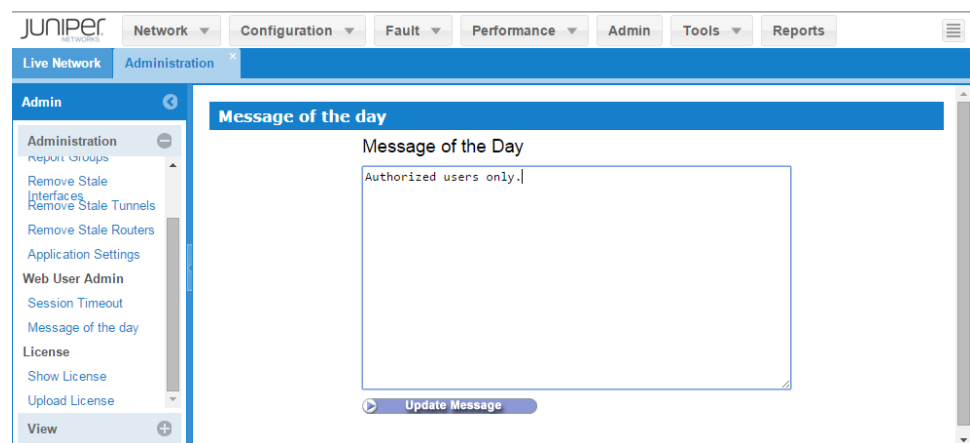 JUNIPER
NETWORKS
Network
Configuration
Fault
Performance
Admin
Tools
Reports
Live Network
Administration
Admin
Administration
Report Groups
Remove Stale
Interfaces
Remove Stale Tunnels
Remove Stale Routers
Application Settings
Web User Admin
Session Timeout
Message of the day
License
Show License
Upload License
View
Message of the day
Message of the Day
Authorized users only.
Update Message